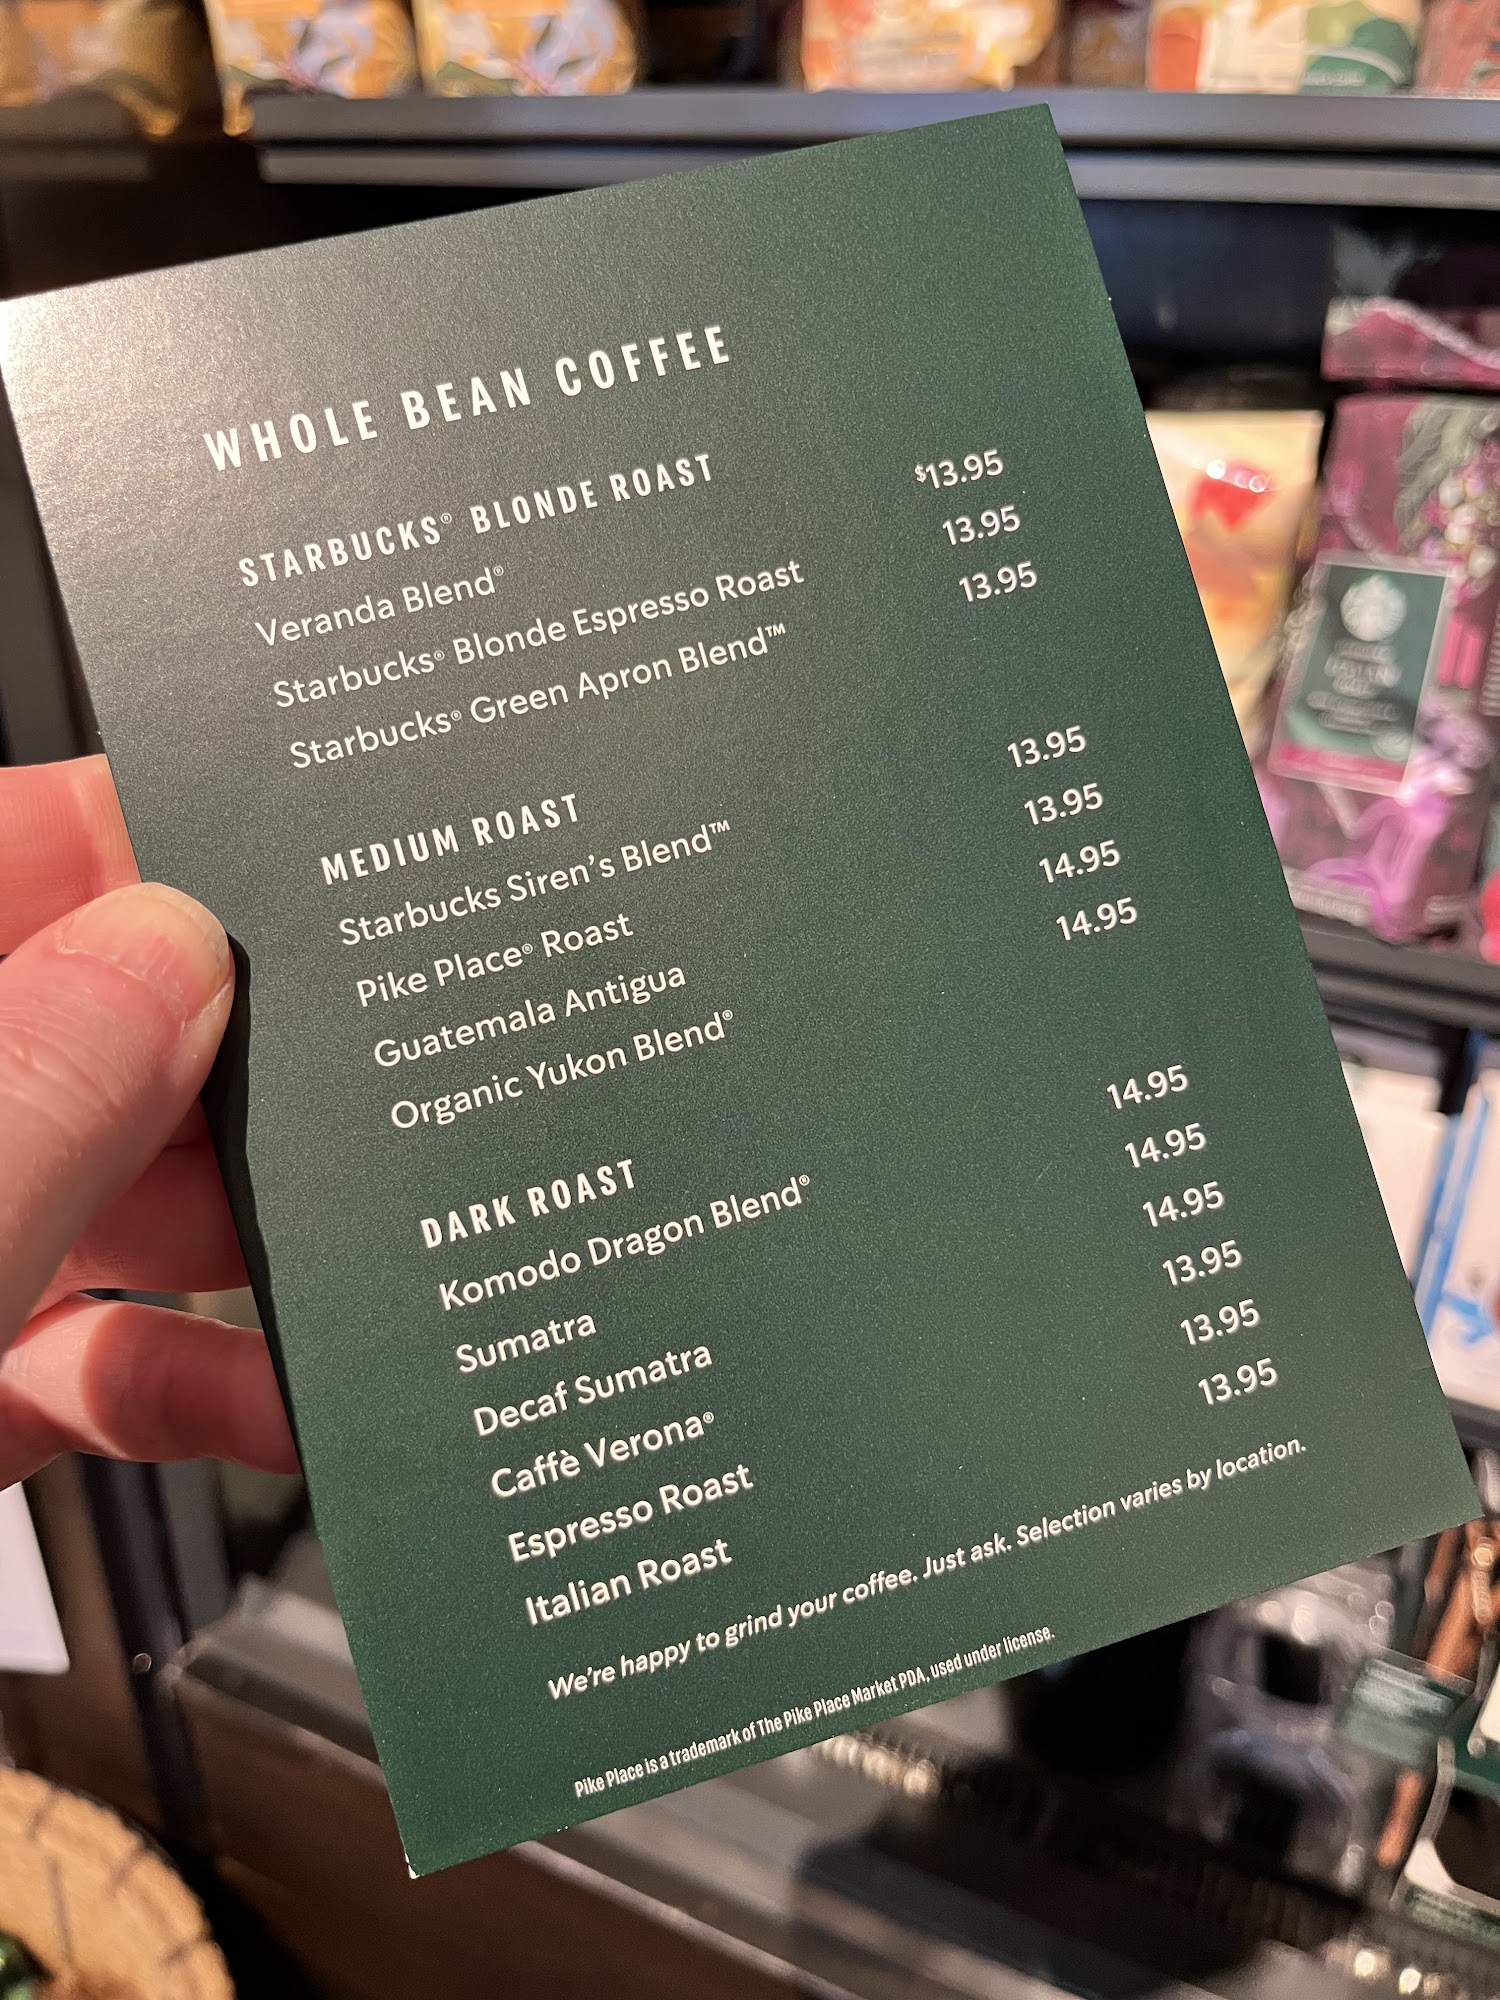 WHOLE BEAN COFFEE
STARBUCKS® BLONDE ROAST
Veranda Blend® $13.95
Starbucks® Blonde Espresso Roast 13.95
Starbucks® Green Apron Blend™ 13.95
MEDIUM ROAST
Starbucks Siren's Blend™ 13.95
Pike Place® Roast 13.95
Guatemala Antigua 14.95
Organic Yukon Blend® 14.95
DARK ROAST
Komodo Dragon Blend® 14.95
Sumatra 14.95
Decaf Sumatra 14.95
Caffè Verona® 13.95
Espresso Roast 13.95
Italian Roast 13.95
We're happy to grind your coffee. Just ask. Selection varies by location.
Pike Place is a trademark of The Pike Place Market PDA, used under license.